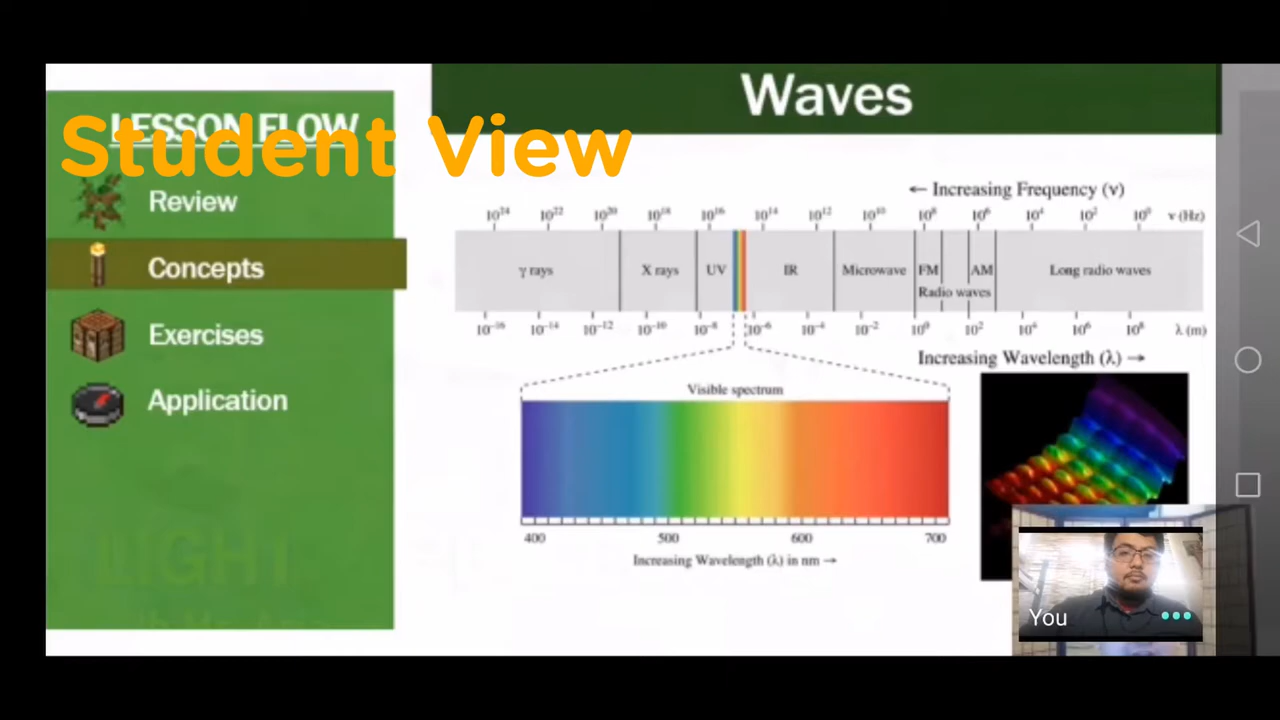 Waves
LESSON FLOW
Student View
Review
Concepts
Exercises
Application
← Increasing Frequency (ν)
10²⁴ 10²² 10²⁰ 10¹⁸ 10¹⁶ 10¹⁴ 10¹² 10¹⁰ 10⁸ 10⁶ 10⁴ 10² 10⁰ ν (Hz)
γ rays X rays UV IR Microwave FM AM Long radio waves
Radio waves
10⁻¹⁶ 10⁻¹⁴ 10⁻¹² 10⁻¹⁰ 10⁻⁸ 10⁻⁶ 10⁻⁴ 10⁻² 10⁰ 10² 10⁴ 10⁶ 10⁸ λ (m)
Increasing Wavelength (λ) →
Visible spectrum
400 500 600 700
Increasing Wavelength (λ) in nm →
LIGHT
You